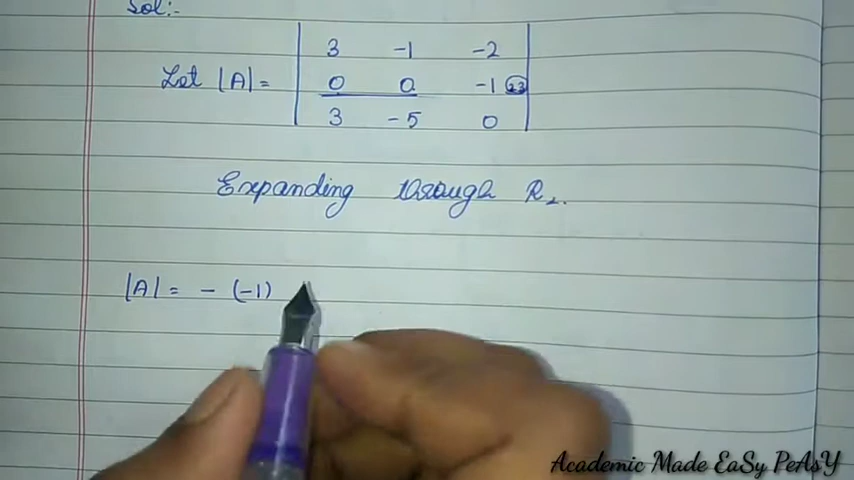 Sol:-
3 -1 -2
Let |A| = 0 0 -1 23
3 -5 0
Expanding through R2.
|A| = - (-1)
Academic Made EaSy PeAsY